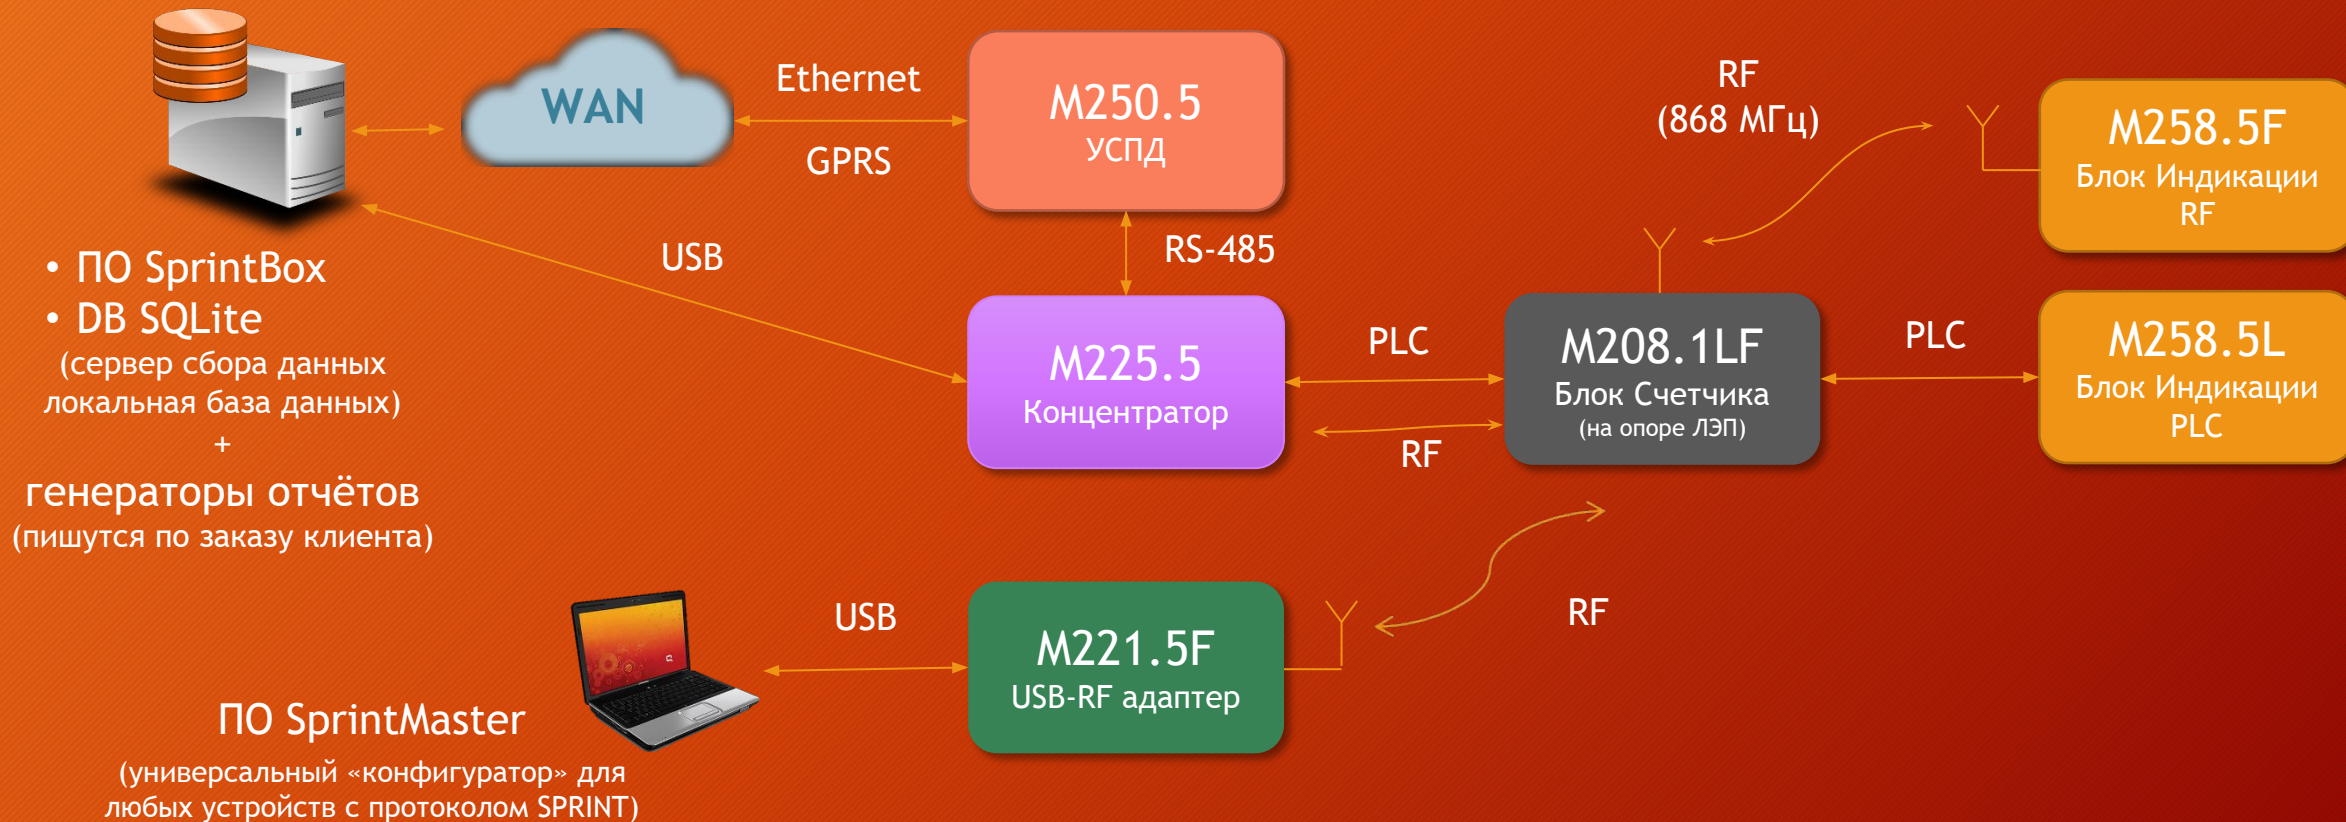 WAN
Ethernet
GPRS
M250.5
УСПД
RF
(868 МГц)
M258.5F
Блок Индикации
RF
USB
RS-485
• ПО SprintBox
• DB SQLite
(сервер сбора данных
локальная база данных)
+
генераторы отчётов
(пишутся по заказу клиента)
M225.5
Концентратор
PLC
RF
M208.1LF
Блок Счетчика
(на опоре ЛЭП)
PLC
M258.5L
Блок Индикации
PLC
USB
M221.5F
USB-RF адаптер
RF
ПО SprintMaster
(универсальный «конфигуратор» для
любых устройств с протоколом SPRINT)